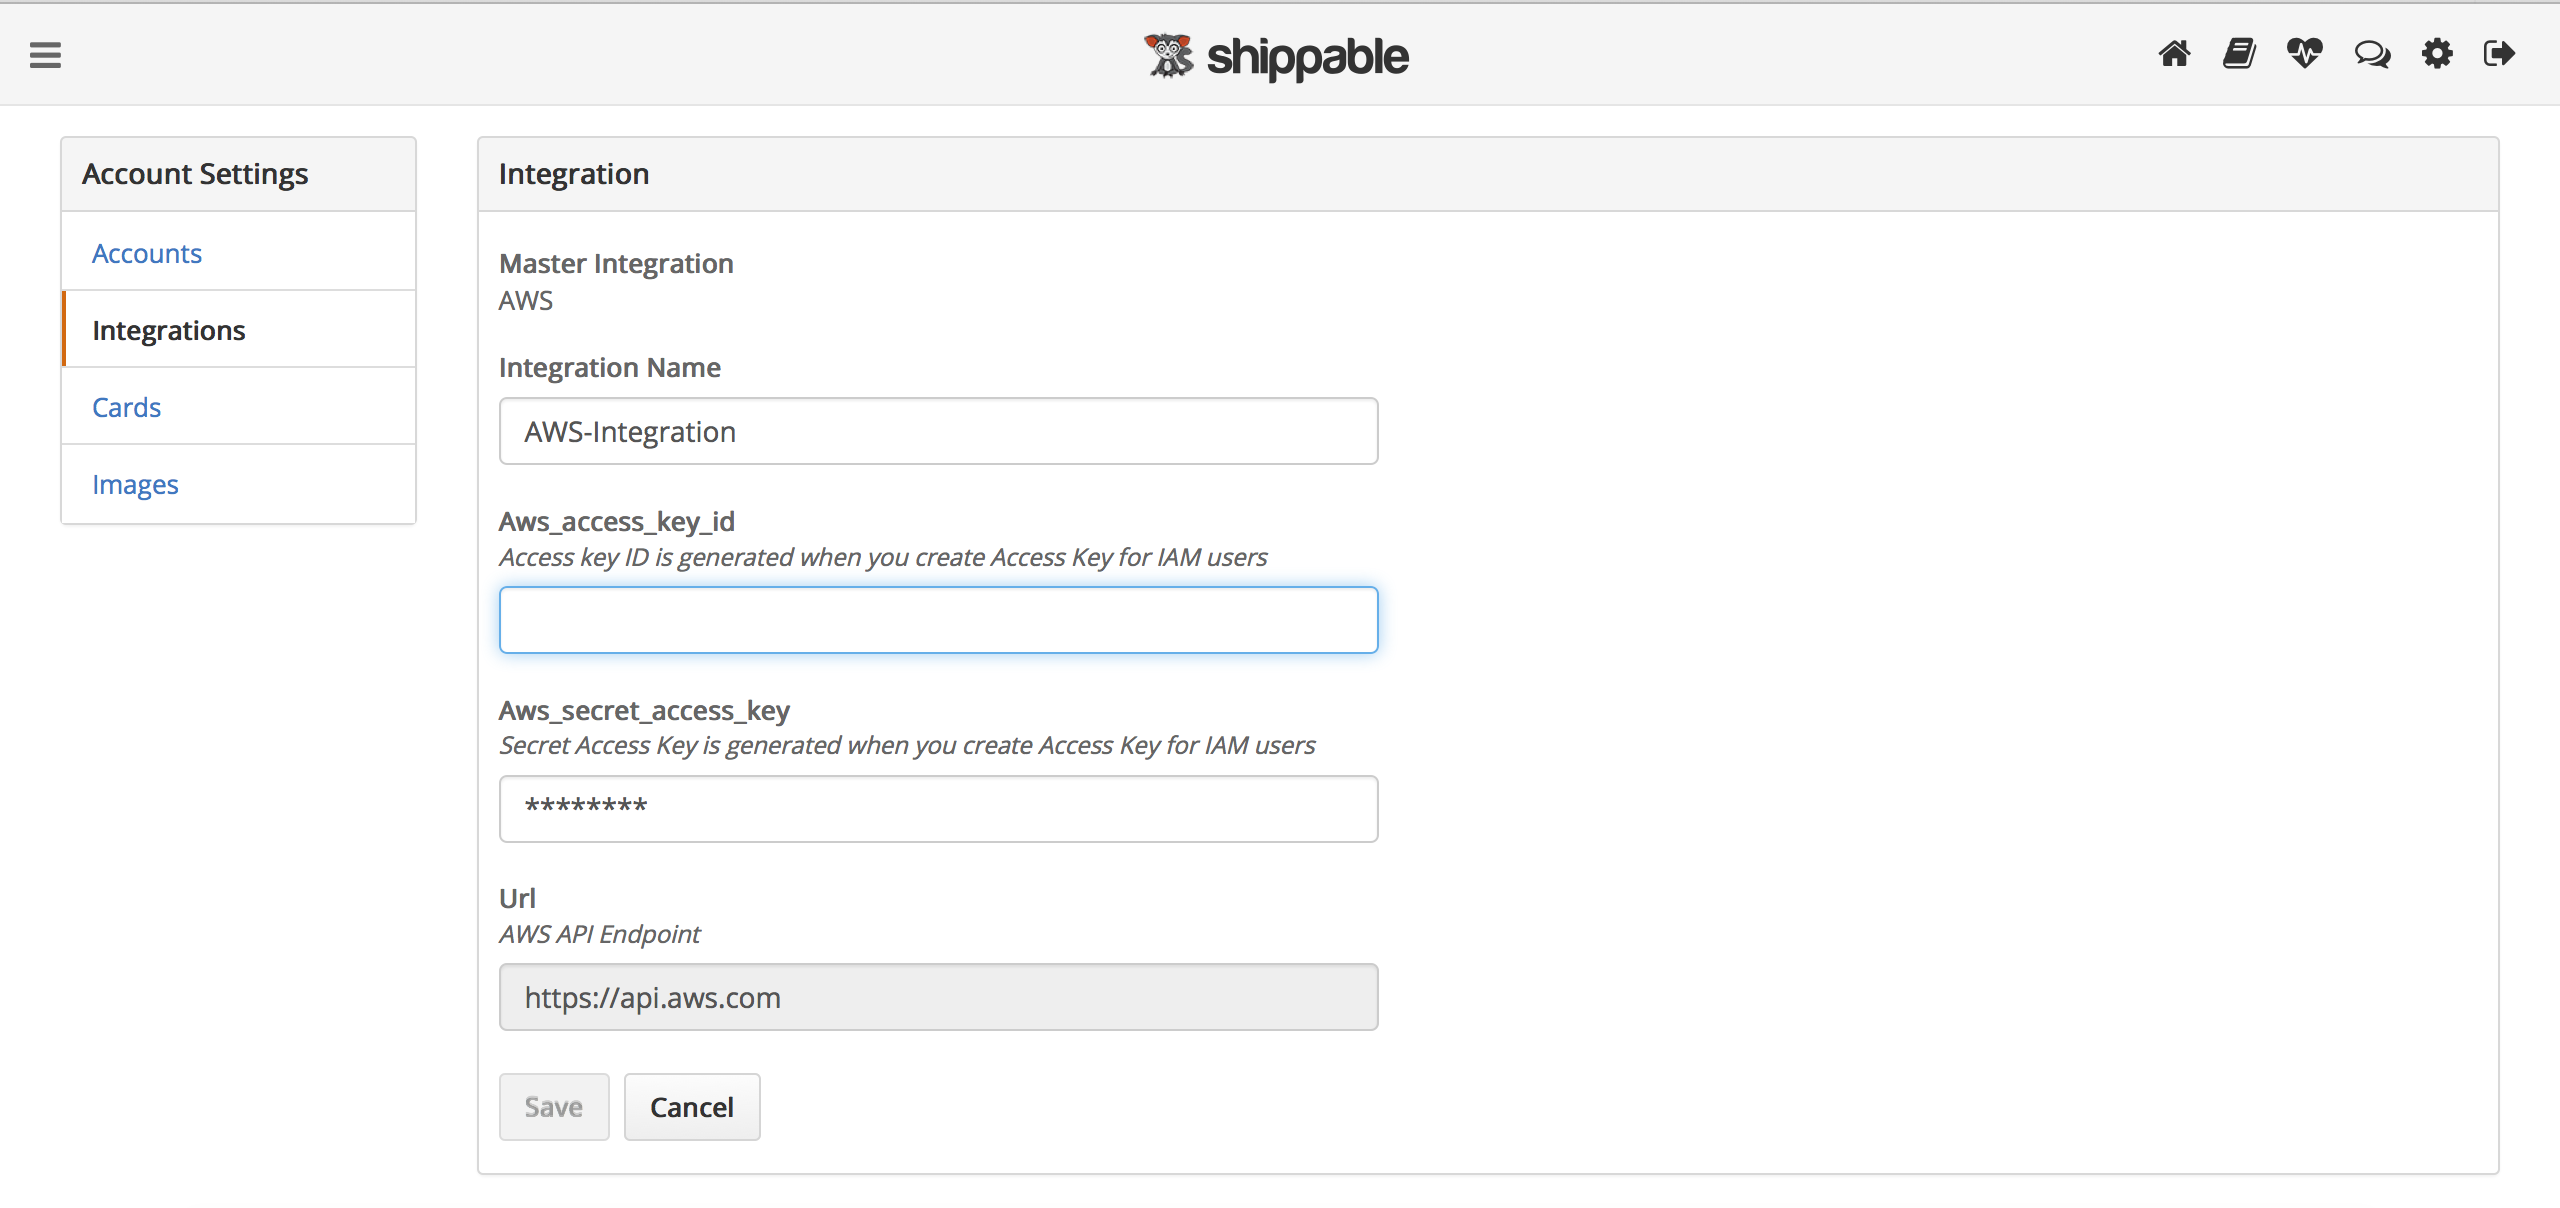 shippable
Account Settings
Accounts
Integrations
Cards
Images
Integration
Master Integration
AWS
Integration Name
AWS-Integration
Aws_access_key_id
Access key ID is generated when you create Access Key for IAM users
Aws_secret_access_key
Secret Access Key is generated when you create Access Key for IAM users
********
Url
AWS API Endpoint
https://api.aws.com
Save
Cancel